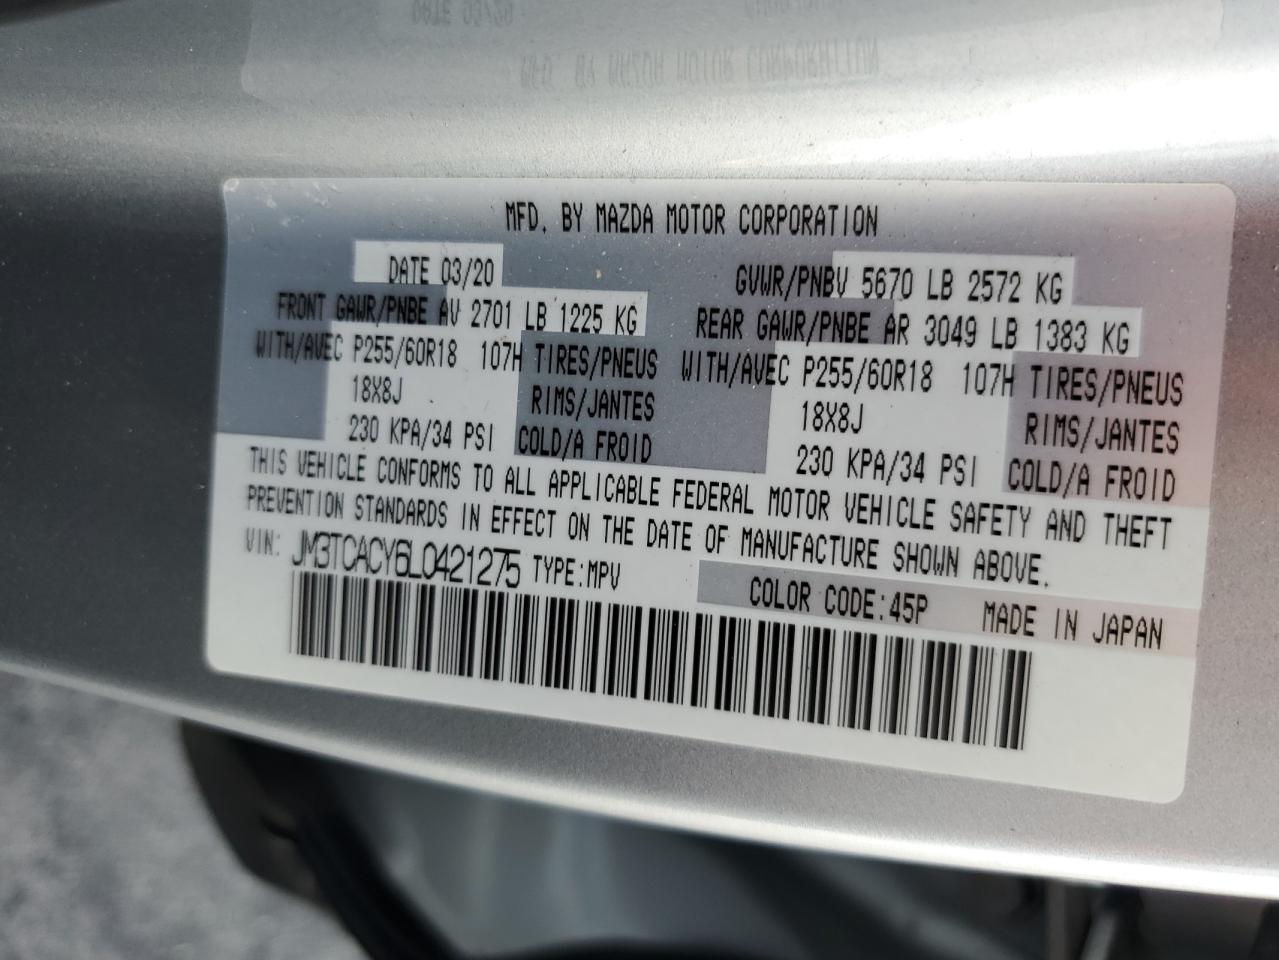 MFD. BY MAZDA MOTOR CORPORATION
DATE 03/20 GVWR/PNBV 5670 LB 2572 KG
FRONT GAWR/PNBE AV 2701 LB 1225 KG REAR GAWR/PNBE AR 3049 LB 1383 KG
WITH/AVEC P255/60R18 107H TIRES/PNEUS WITH/AVEC P255/60R18 107H TIRES/PNEUS
18X8J RIMS/JANTES 18X8J RIMS/JANTES
230 KPA/34 PSI COLD/A FROID 230 KPA/34 PSI COLD/A FROID
THIS VEHICLE CONFORMS TO ALL APPLICABLE FEDERAL MOTOR VEHICLE SAFETY AND THEFT
PREVENTION STANDARDS IN EFFECT ON THE DATE OF MANUFACTURE SHOWN ABOVE.
VIN: JM3TCACY6L0421275 TYPE:MPV COLOR CODE:45P MADE IN JAPAN